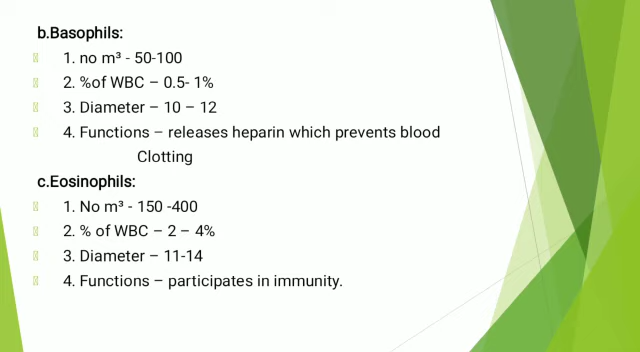 b.Basophils:
1. no m³ - 50-100
2. %of WBC – 0.5- 1%
3. Diameter – 10 – 12
4. Functions – releases heparin which prevents blood
Clotting
c.Eosinophils:
1. No m³ - 150 -400
2. % of WBC – 2 – 4%
3. Diameter – 11-14
4. Functions – participates in immunity.